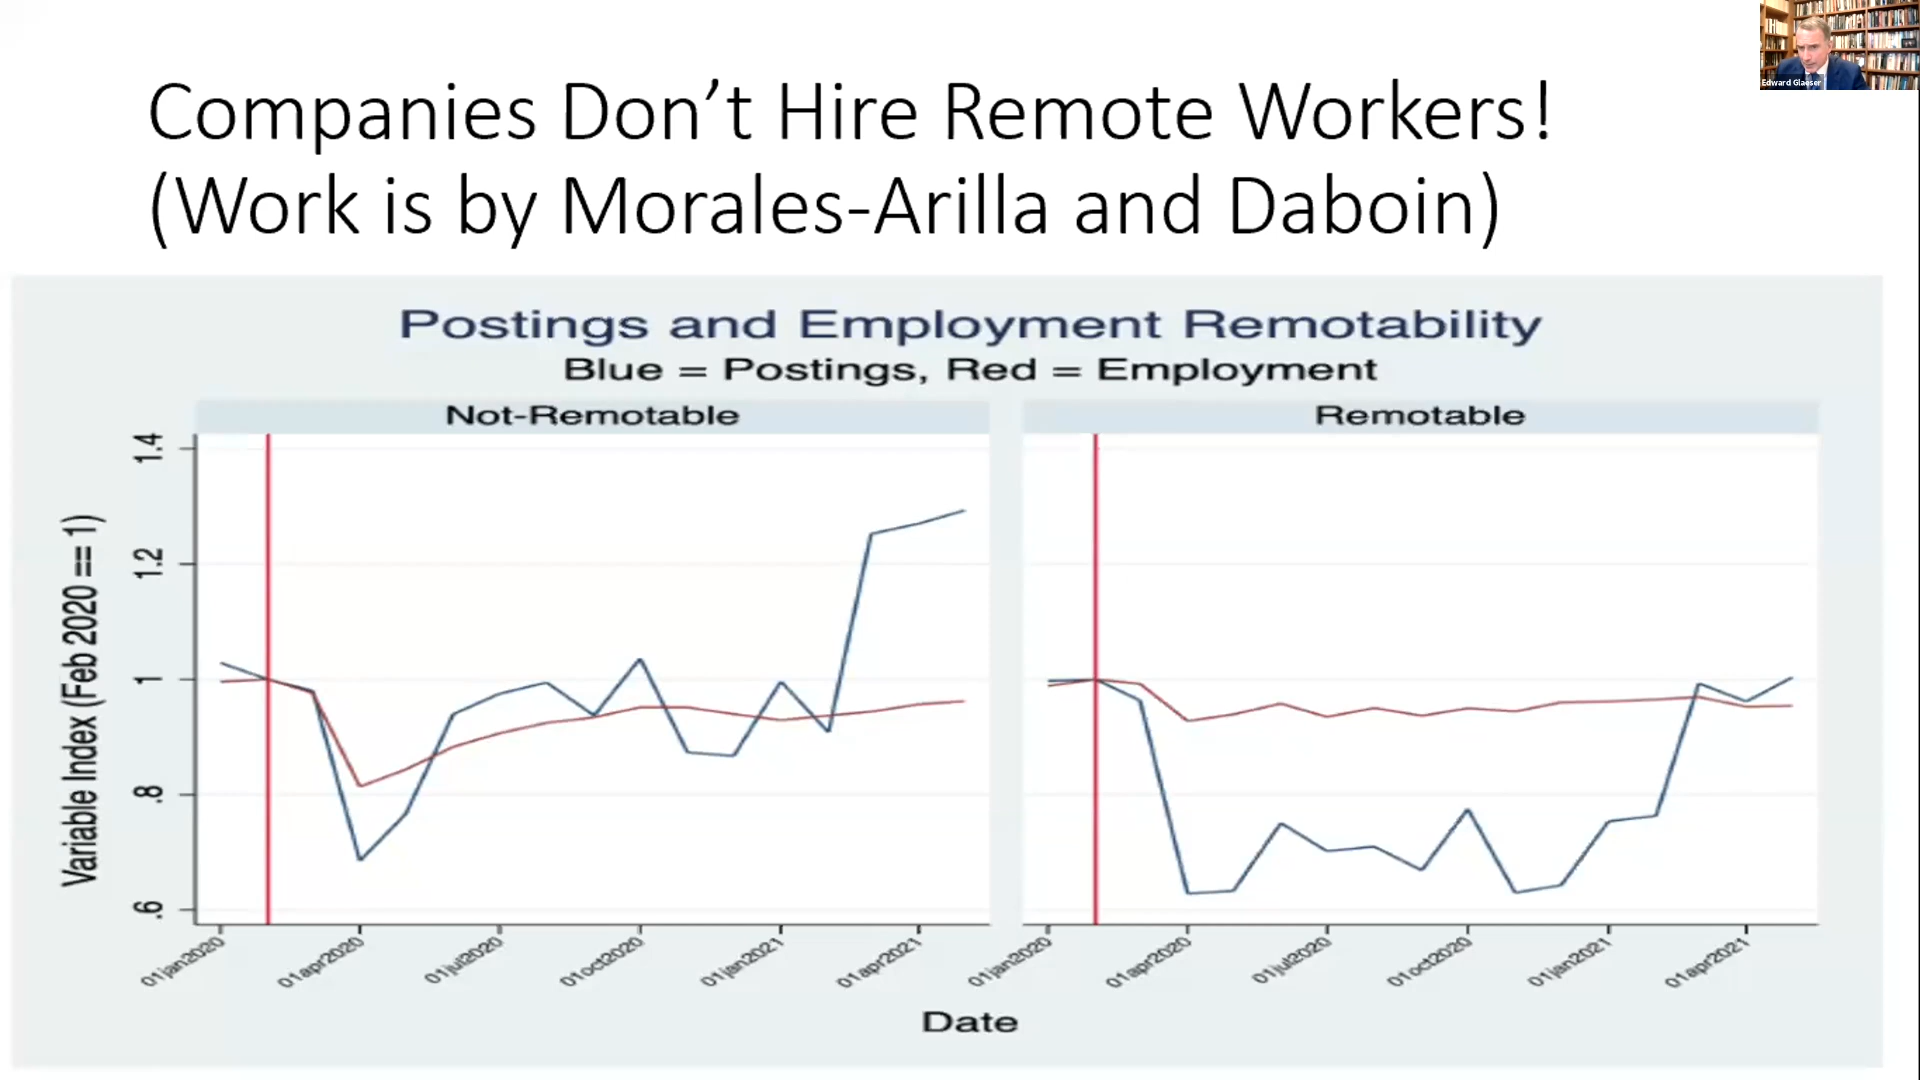 Edward Glaeser
Companies Don’t Hire Remote Workers!
(Work is by Morales-Arilla and Daboin)
Postings and Employment Remotability
Blue = Postings, Red = Employment
Not-Remotable
Remotable
Variable Index (Feb 2020 == 1)
1.4
1.2
1
.8
.6
01jan2020
01apr2020
01jul2020
01oct2020
01jan2021
01apr2021
01jan2020
01apr2020
01jul2020
01oct2020
01jan2021
01apr2021
Date